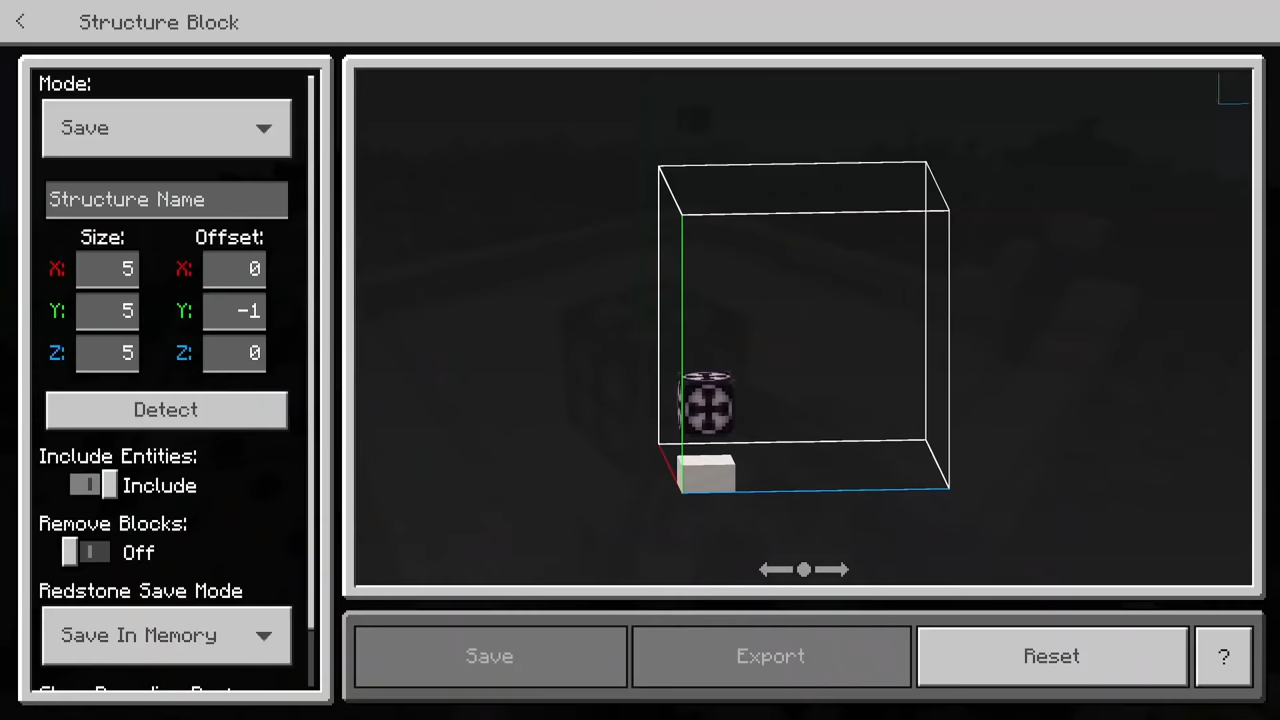 Structure Block
Mode:
Save
Structure Name
Size: Offset:
X: 5 X: 0
Y: 5 Y: -1
Z: 5 Z: 0
Detect
Include Entities:
Include
Remove Blocks:
Off
Redstone Save Mode
Save In Memory
Save Export Reset ?